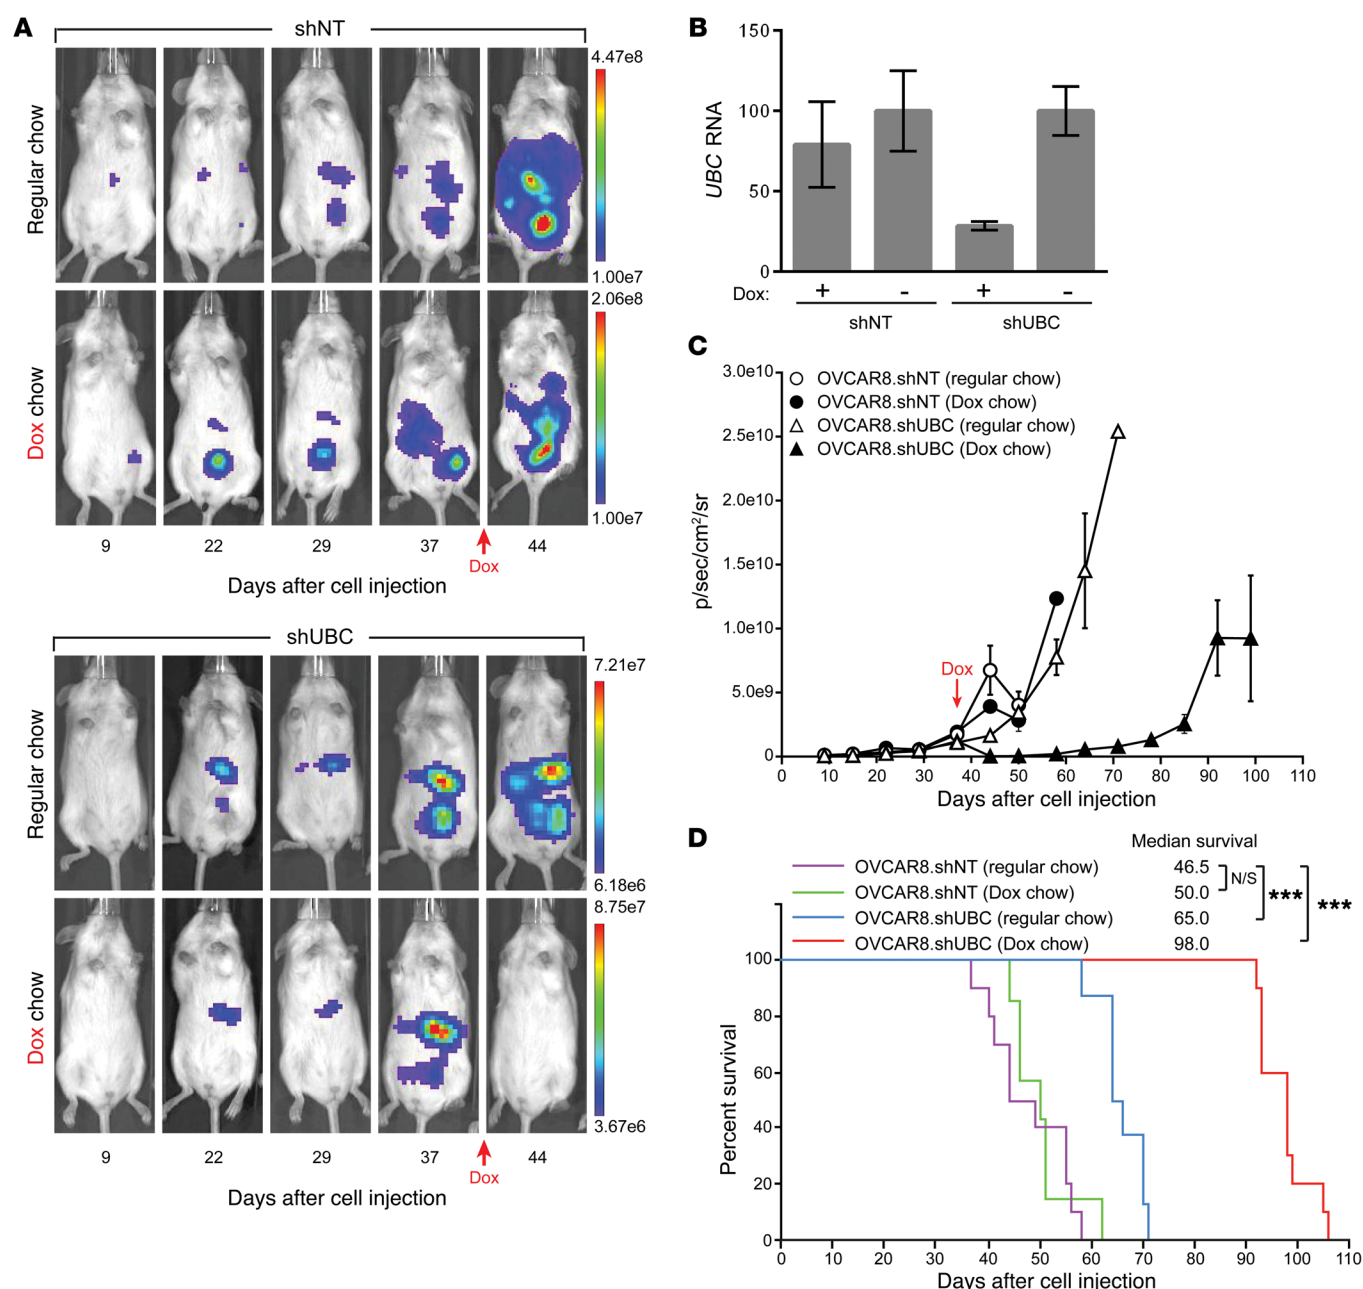 A
shNT
Regular chow
4.47e8
1.00e7
Dox chow
2.06e8
1.00e7
9 22 29 37 44
Dox
Days after cell injection
shUBC
Regular chow
7.21e7
6.18e6
Dox chow
8.75e7
3.67e6
9 22 29 37 44
Dox
Days after cell injection
B
UBC RNA
150
100
50
0
Dox: + - + -
shNT shUBC
C
p/sec/cm²/sr
3.0e10
2.5e10
2.0e10
1.5e10
1.0e10
5.0e9
0
OVCAR8.shNT (regular chow)
OVCAR8.shNT (Dox chow)
OVCAR8.shUBC (regular chow)
OVCAR8.shUBC (Dox chow)
Dox
0 10 20 30 40 50 60 70 80 90 100 110
Days after cell injection
D
Median survival
OVCAR8.shNT (regular chow) 46.5
OVCAR8.shNT (Dox chow) 50.0
OVCAR8.shUBC (regular chow) 65.0
OVCAR8.shUBC (Dox chow) 98.0
N/S
***
***
Percent survival
100
80
60
40
20
0
0 10 20 30 40 50 60 70 80 90 100 110
Days after cell injection